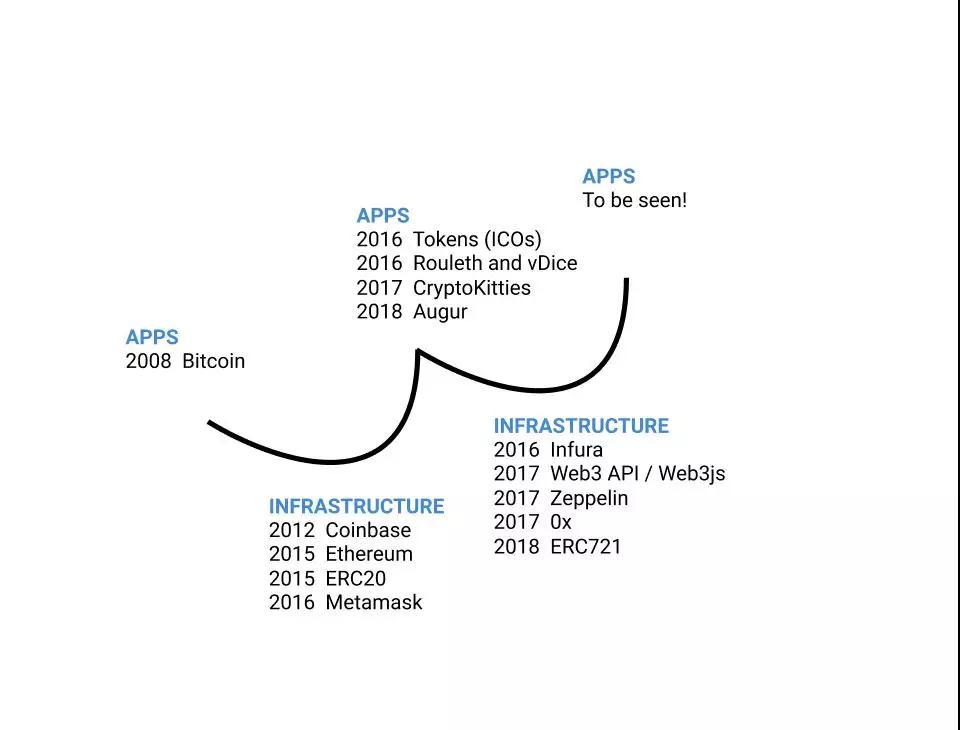 APPS
2008 Bitcoin
INFRASTRUCTURE
2012 Coinbase
2015 Ethereum
2015 ERC20
2016 Metamask
APPS
2016 Tokens (ICOs)
2016 Rouleth and vDice
2017 CryptoKitties
2018 Augur
INFRASTRUCTURE
2016 Infura
2017 Web3 API / Web3js
2017 Zeppelin
2017 0x
2018 ERC721
APPS
To be seen!